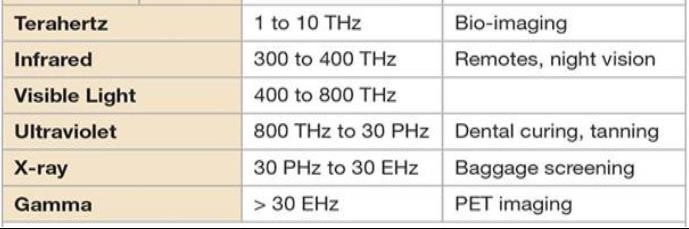 Terahertz 1 to 10 THz Bio-imaging
Infrared 300 to 400 THz Remotes, night vision
Visible Light 400 to 800 THz
Ultraviolet 800 THz to 30 PHz Dental curing, tanning
X-ray 30 PHz to 30 EHz Baggage screening
Gamma > 30 EHz PET imaging